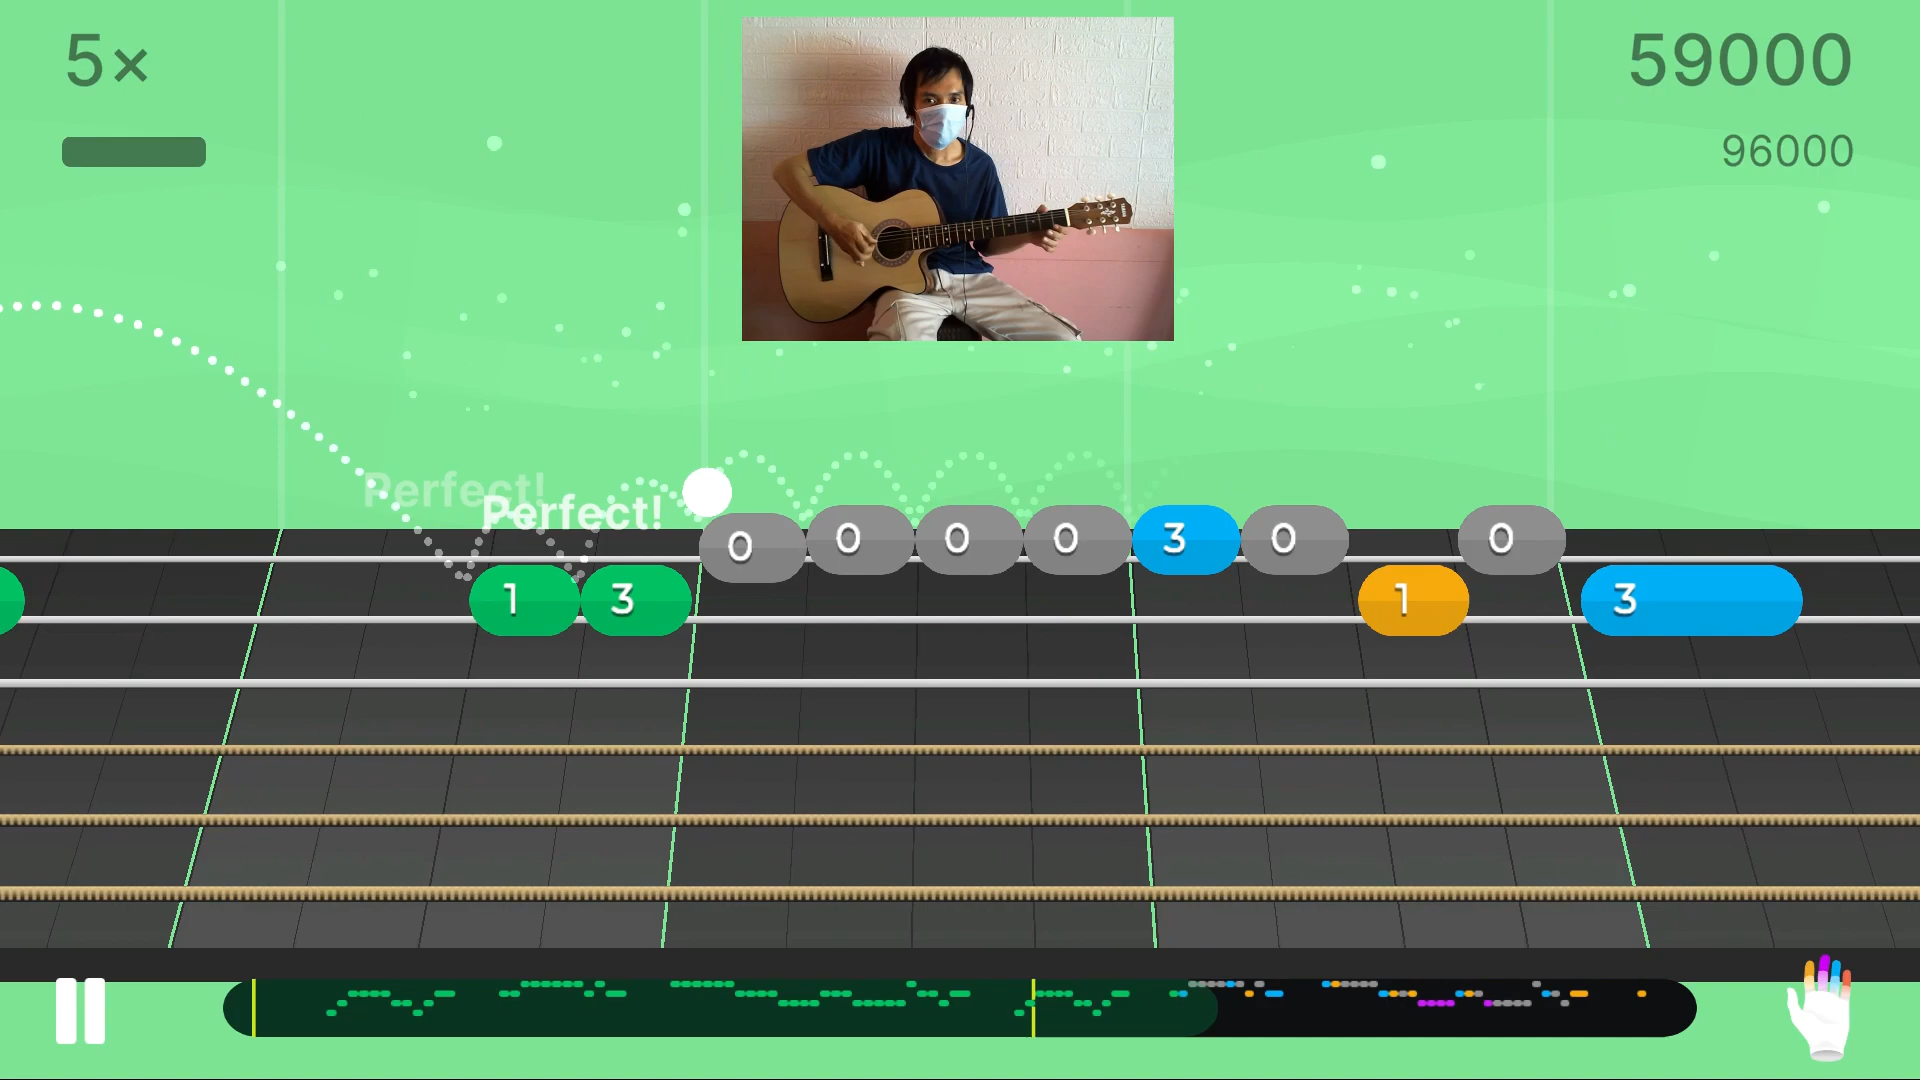 5×
59000
96000
Perfect!
Perfect!
0 0 0 0 3 0 0
1 3 1 3